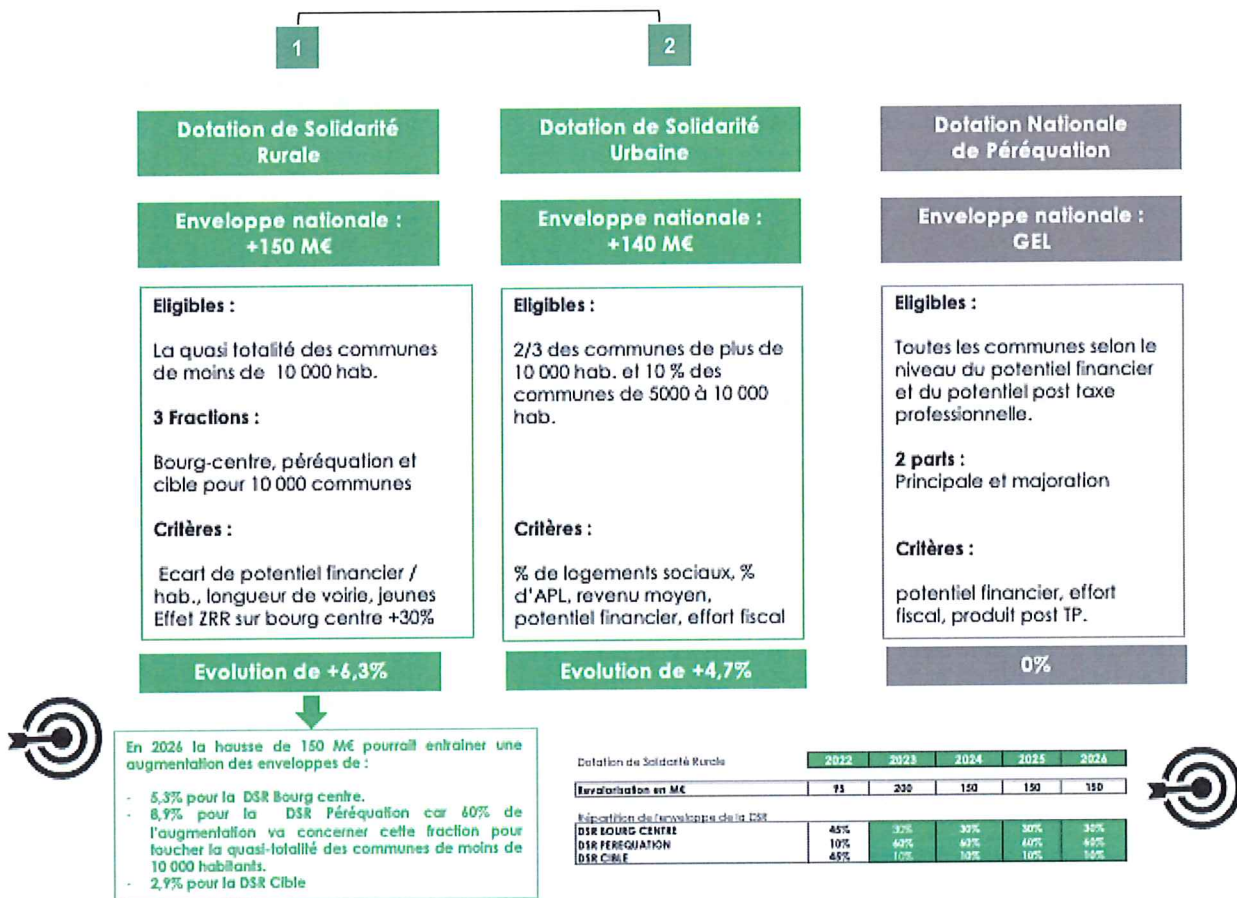 1
2
Dotation de Solidarité
Rurale
Enveloppe nationale :
+150 M€
Eligibles :
La quasi totalité des communes
de moins de 10 000 hab.
3 Fractions :
Bourg-centre, péréquation et
cible pour 10 000 communes
Critères :
Ecart de potentiel financier /
hab., longueur de voirie, jeunes
Effet ZRR sur bourg centre +30%
Evolution de +6,3%
Dotation de Solidarité
Urbaine
Enveloppe nationale :
+140 M€
Eligibles :
2/3 des communes de plus de
10 000 hab. et 10 % des
communes de 5000 à 10 000
hab.
Critères :
% de logements sociaux, %
d'APL, revenu moyen,
potentiel financier, effort fiscal
Evolution de +4,7%
Dotation Nationale
de Péréquation
Enveloppe nationale :
GEL
Eligibles :
Toutes les communes selon le
niveau du potentiel financier
et du potentiel post taxe
professionnelle.
2 parts :
Principale et majoration
Critères :
potentiel financier, effort
fiscal, produit post TP.
0%
En 2026 la hausse de 150 M€ pourrait entrainer une
augmentation des enveloppes de :
- 5,3% pour la DSR Bourg centre.
- 8,9% pour la DSR Péréquation car 60% de
l'augmentation va concerner cette fraction pour
toucher la quasi-totalité des communes de moins de
10 000 habitants.
- 2,9% pour la DSR Cible
Dotation de Solidarité Rurale 2022 2023 2024 2025 2026
Revalorisation en M€ 95 200 150 150 150
Répartition de l'enveloppe de la DSR
DSR BOURG CENTRE 45% 30% 30% 30% 30%
DSR PEREQUATION 10% 60% 60% 60% 60%
DSR CIBLE 45% 10% 10% 10% 10%